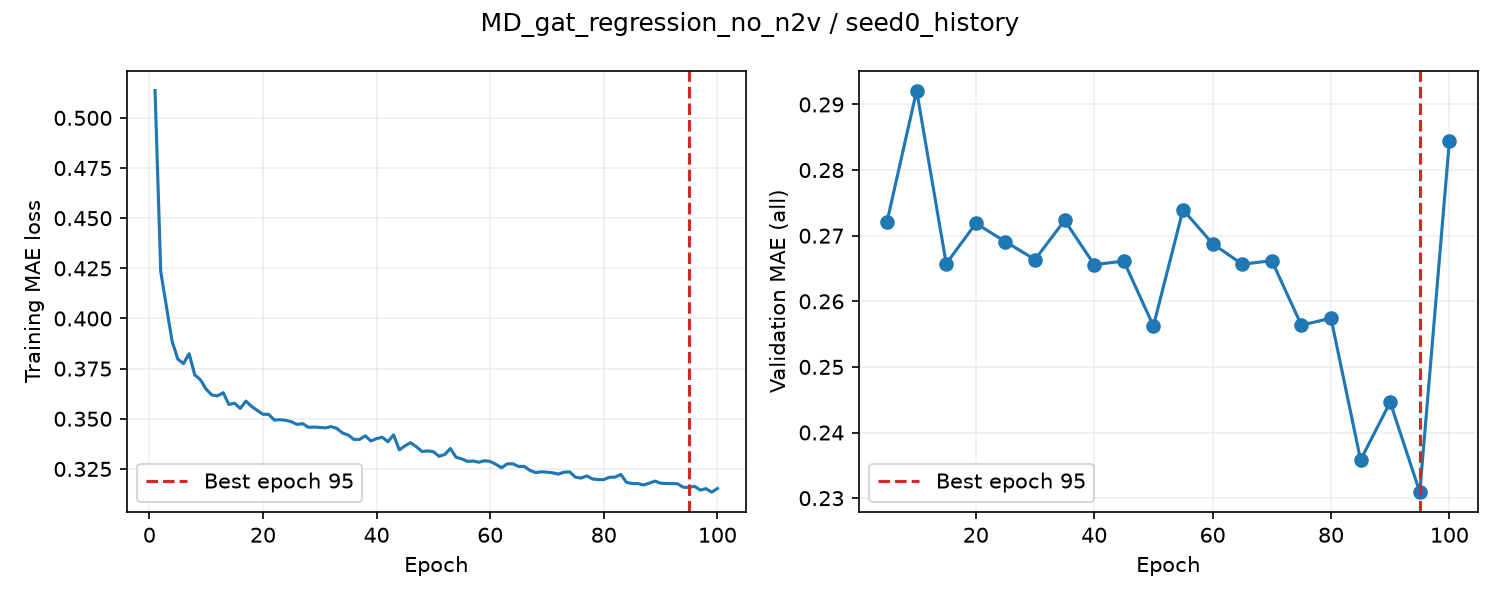 MD_gat_regression_no_n2v / seed0_history
Training MAE loss
0.500
0.475
0.450
0.425
0.400
0.375
0.350
0.325
0 20 40 60 80 100
Epoch
Best epoch 95
Validation MAE (all)
0.29
0.28
0.27
0.26
0.25
0.24
0.23
20 40 60 80 100
Epoch
Best epoch 95